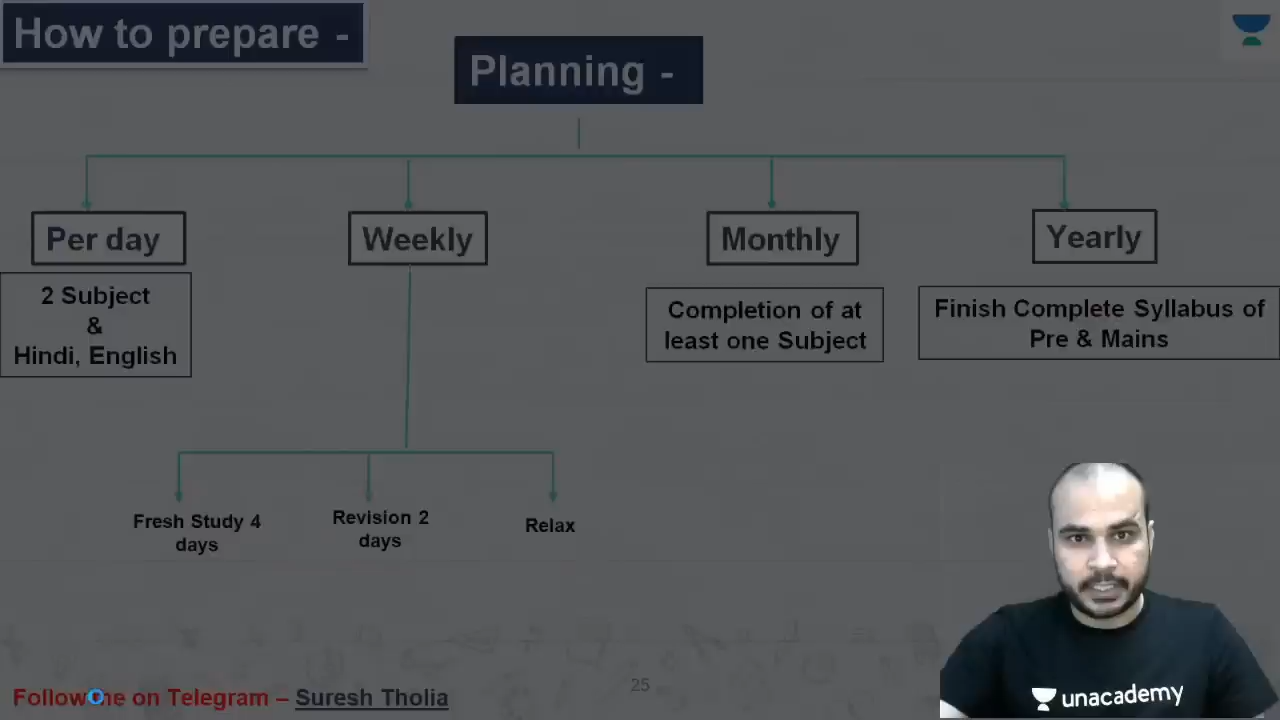 How to prepare -
Planning -
Per day
Weekly
Monthly
Yearly
2 Subject
&
Hindi, English
Completion of at
least one Subject
Finish Complete Syllabus of
Pre & Mains
Fresh Study 4
days
Revision 2
days
Relax
25
Follow me on Telegram – Suresh Tholia
unacademy